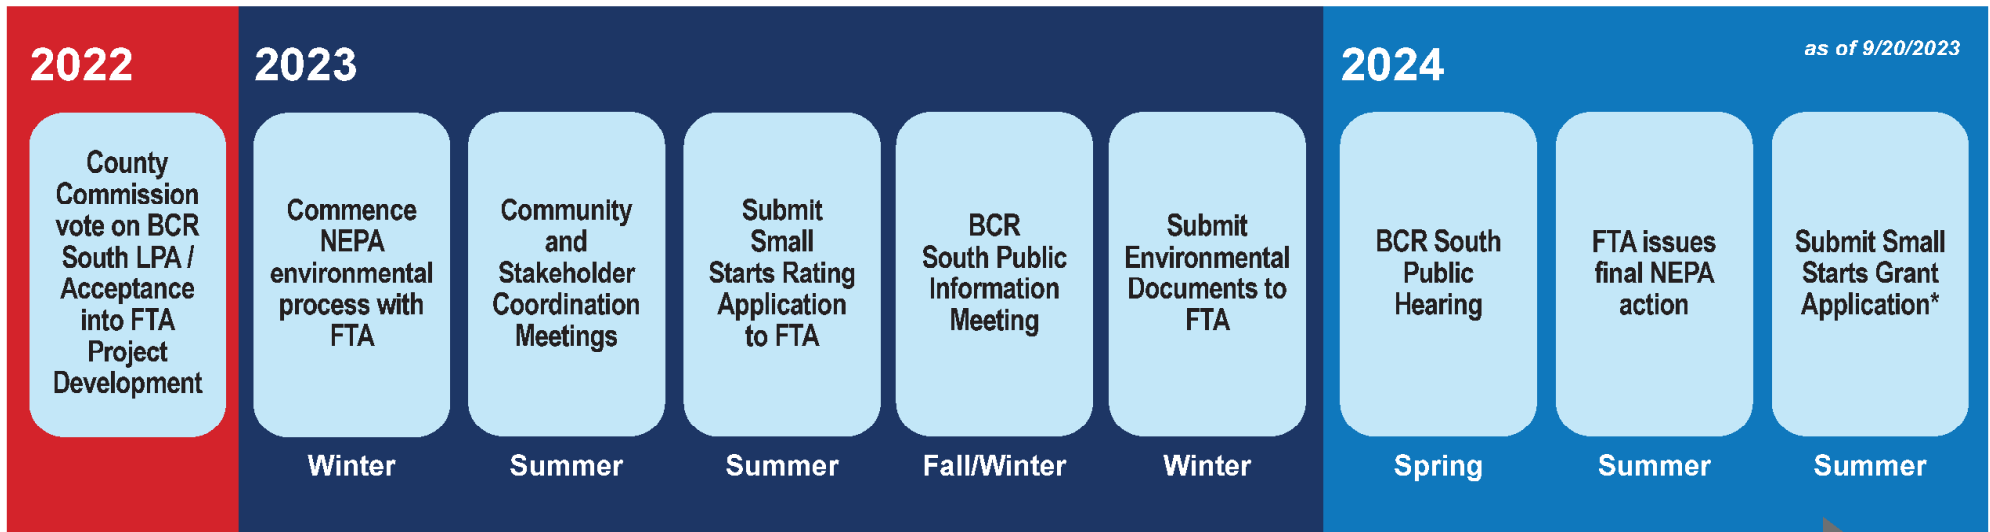 2022
County
Commission
vote on BCR
South LPA /
Acceptance
into FTA
Project
Development
2023
Commence
NEPA
environmental
process with
FTA
Winter
Community
and
Stakeholder
Coordination
Meetings
Summer
Submit
Small
Starts Rating
Application
to FTA
Summer
BCR
South Public
Information
Meeting
Fall/Winter
Submit
Environmental
Documents to
FTA
Winter
2024
as of 9/20/2023
BCR South
Public
Hearing
Spring
FTA issues
final NEPA
action
Summer
Submit Small
Starts Grant
Application*
Summer